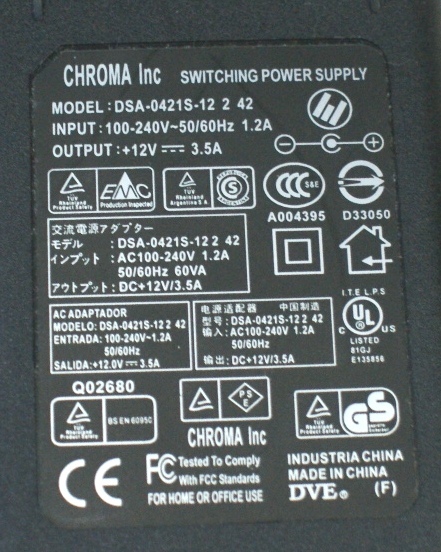 CHROMA Inc SWITCHING POWER SUPPLY
MODEL : DSA-0421S-12 2 42
INPUT : 100-240V~50/60Hz 1.2A
OUTPUT : +12V 3.5A
- +
TÜV
Rheinland
Product Safety
EMC
Production Inspected
TÜV
Rheinland
Argentina S.A
S
CCC S&E
A004395
D33050
交流電源アダプター
モデル : DSA-0421S-12 2 42
インプット : AC100-240V 1.2A
50/60Hz 60VA
アウトプット : DC+12V/3.5A
AC ADAPTADOR
MODELO: DSA-0421S-12 2 42
ENTRADA: 100-240V~1.2A
50/60Hz
SALIDA:+12.0V 3.5A
电源适配器 中国制造
型号: DSA-0421S-12 2 42
输入: AC100-240V 1.2A
50/60Hz
输出: DC+12V/3.5A
I.T.E L.P.S
C UL US
LISTED
81GJ
E135856
Q02680
TÜV
Rheinland
Product Safety
BS EN 60950
PSE
TÜV
Rheinland
Product Safety
GS
CHROMA Inc
CE
FC Tested To Comply
With FCC Standards
FOR HOME OR OFFICE USE
INDUSTRIA CHINA
MADE IN CHINA
DVE® (F)